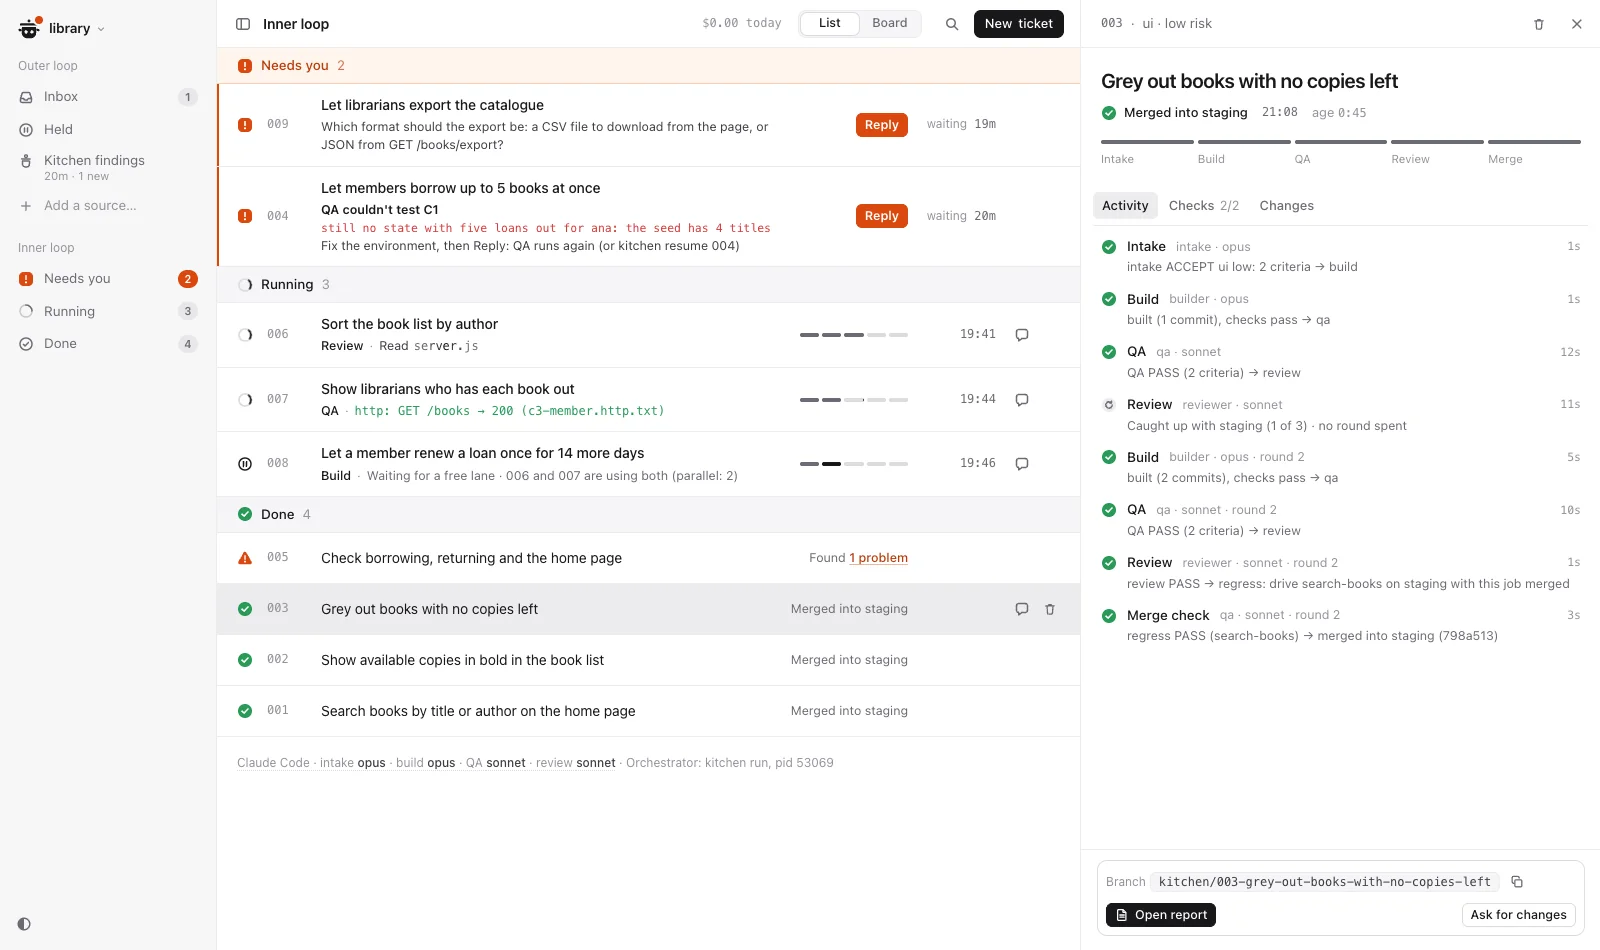 library
Outer loop
Inbox 1
Held
Kitchen findings
20m · 1 new
Add a source...
Inner loop
Needs you 2
Running 3
Done 4
Inner loop
$0.00 today
List
Board
New ticket
Needs you 2
009
Let librarians export the catalogue
Which format should the export be: a CSV file to download from the page, or
JSON from GET /books/export?
Reply
waiting 19m
004
Let members borrow up to 5 books at once
QA couldn't test C1
still no state with five loans out for ana: the seed has 4 titles
Fix the environment, then Reply: QA runs again (or kitchen resume 004)
Reply
waiting 20m
Running 3
006
Sort the book list by author
Review · Read server.js
19:41
007
Show librarians who has each book out
QA · http: GET /books → 200 (c3-member.http.txt)
19:44
008
Let a member renew a loan once for 14 more days
Build · Waiting for a free lane · 006 and 007 are using both (parallel: 2)
19:46
Done 4
005
Check borrowing, returning and the home page
Found 1 problem
003
Grey out books with no copies left
Merged into staging
002
Show available copies in bold in the book list
Merged into staging
001
Search books by title or author on the home page
Merged into staging
Claude Code · intake opus · build opus · QA sonnet · review sonnet · Orchestrator: kitchen run, pid 53069
003 · ui · low risk
Grey out books with no copies left
Merged into staging 21:08 age 0:45
Intake
Build
QA
Review
Merge
Activity
Checks 2/2
Changes
Intake intake · opus 1s
intake ACCEPT ui low: 2 criteria → build
Build builder · opus 1s
built (1 commit), checks pass → qa
QA qa · sonnet 12s
QA PASS (2 criteria) → review
Review reviewer · sonnet 11s
Caught up with staging (1 of 3) · no round spent
Build builder · opus · round 2 5s
built (2 commits), checks pass → qa
QA qa · sonnet · round 2 10s
QA PASS (2 criteria) → review
Review reviewer · sonnet · round 2 1s
review PASS → regress: drive search-books on staging with this job merged
Merge check qa · sonnet · round 2 3s
regress PASS (search-books) → merged into staging (798a513)
Branch kitchen/003-grey-out-books-with-no-copies-left
Open report
Ask for changes